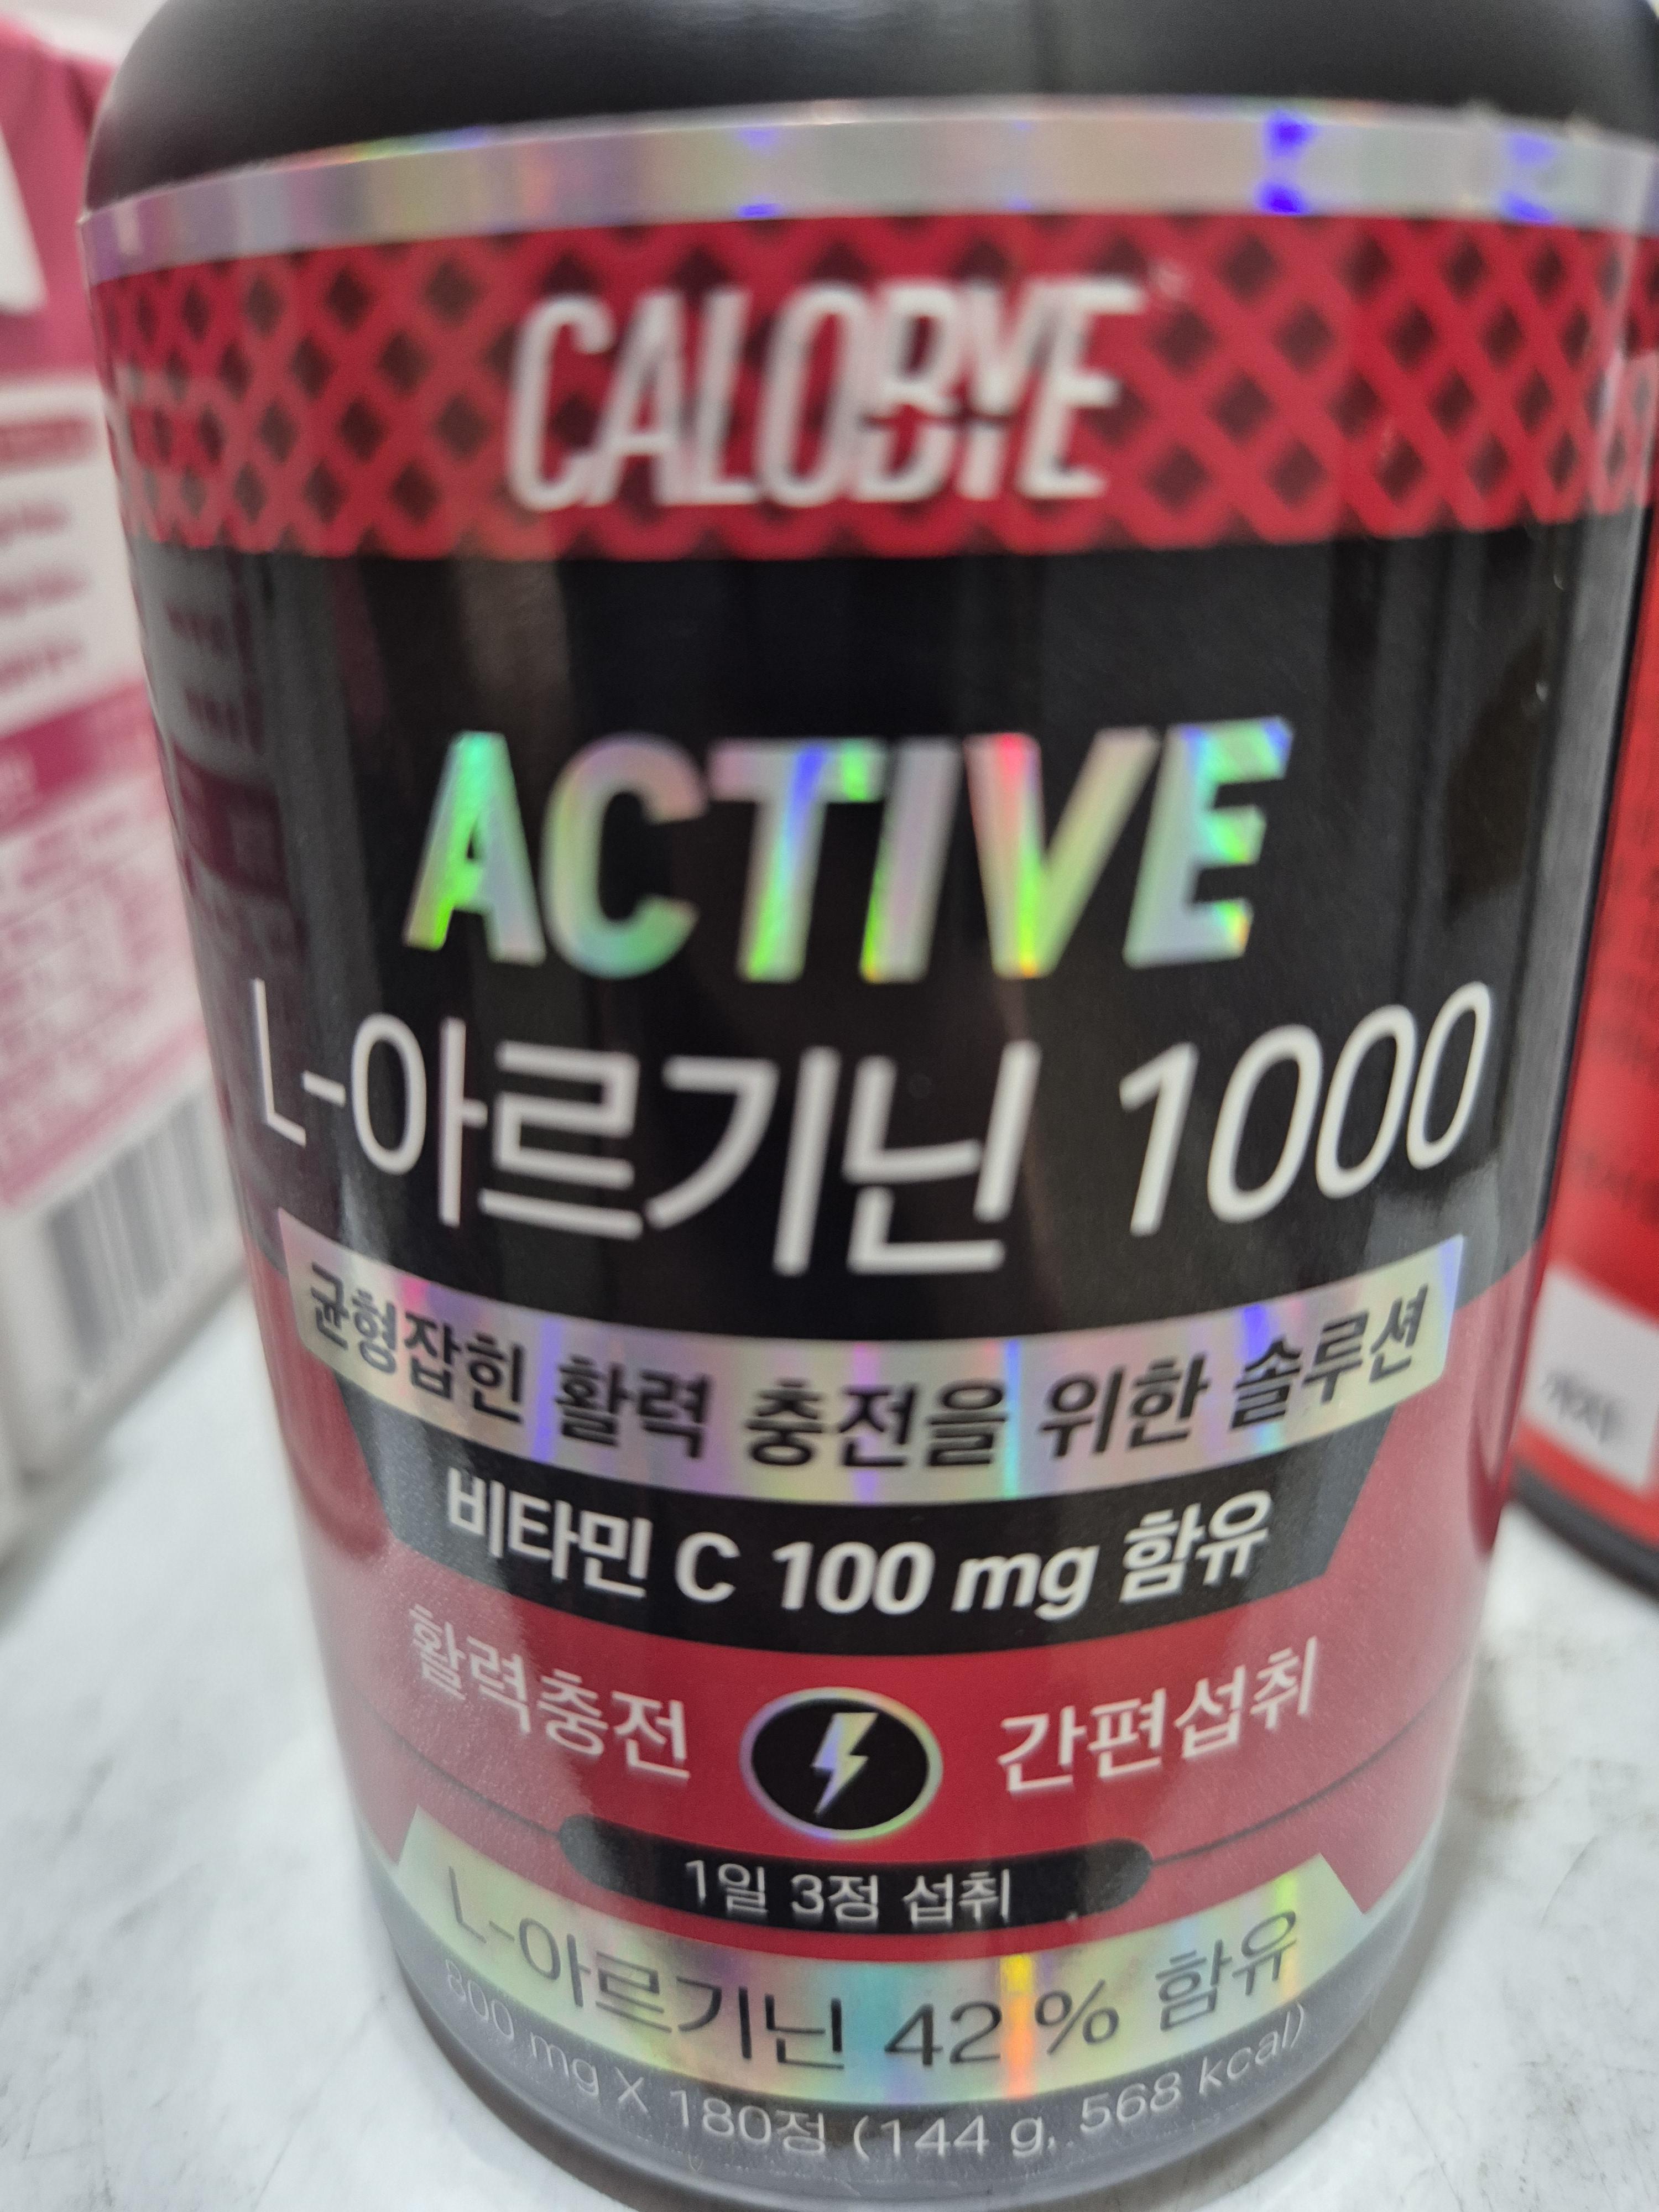 CALOBYE
ACTIVE
L-아르기닌 1000
균형잡힌 활력 충전을 위한 솔루션
비타민 C 100 mg 함유
활력충전 간편섭취
1일 3정 섭취
L-아르기닌 42 % 함유
800 mg X 180정 (144 g, 568 kcal)